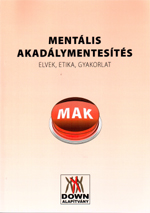 MENTÁLIS
AKADÁLYMENTESÍTÉS
ELVEK, ETIKA, GYAKORLAT
MAK
DOWN
ALAPÍTVÁNY